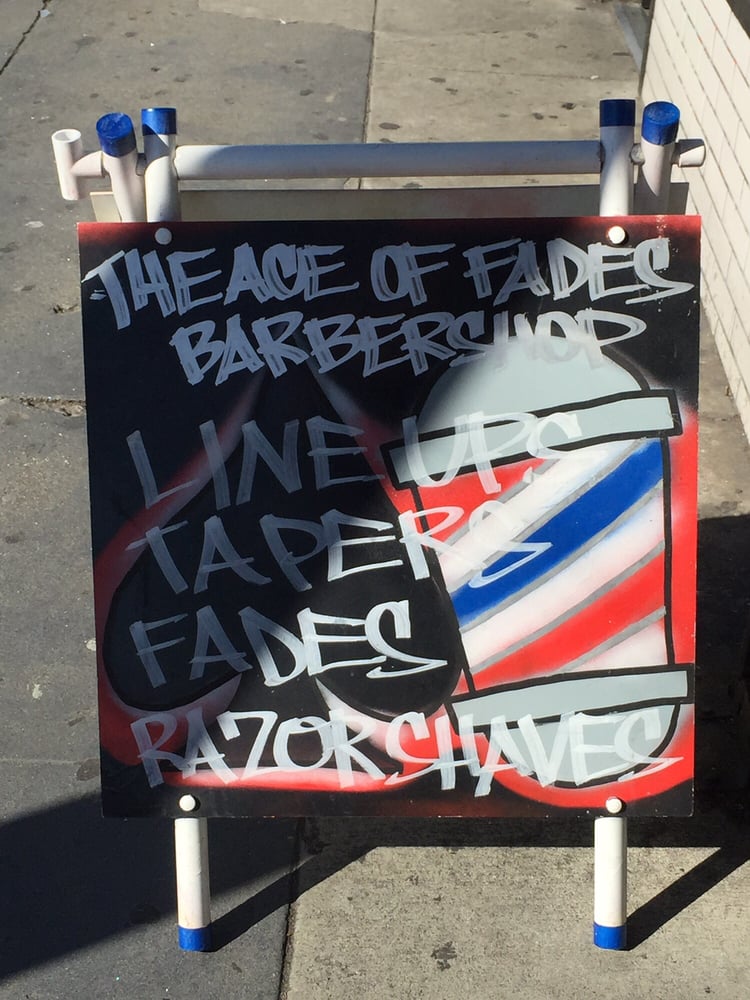 THE ACE OF FADES
BARBERSHOP
LINE UPS
TAPERS
FADES
RAZOR SHAVES